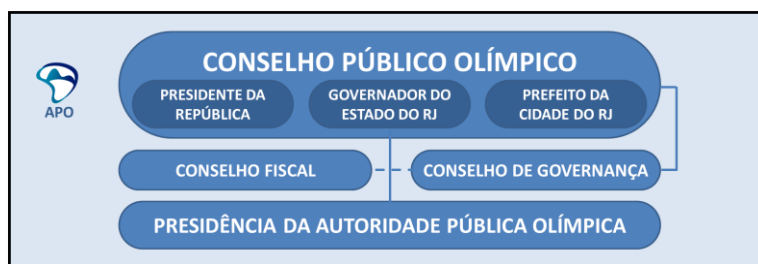 CONSELHO PÚBLICO OLÍMPICO
PRESIDENTE DA
REPÚBLICA
GOVERNADOR DO
ESTADO DO RJ
PREFEITO DA
CIDADE DO RJ
APO
CONSELHO FISCAL
CONSELHO DE GOVERNANÇA
PRESIDÊNCIA DA AUTORIDADE PÚBLICA OLÍMPICA